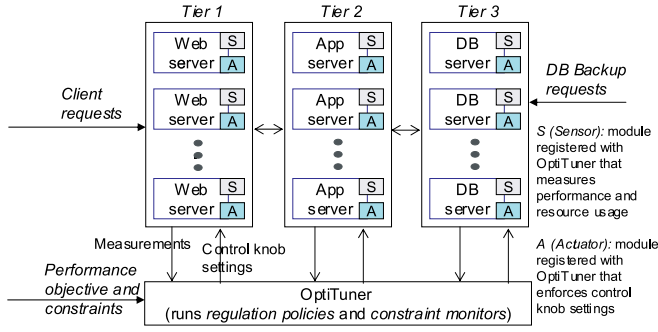 Tier 1
Tier 2
Tier 3
Web server S A
App server S A
DB server S A
Web server S A
App server S A
DB server S A
Web server S A
App server S A
DB server S A
Client
requests
DB Backup
requests
S (Sensor): module
registered with
OptiTuner that
measures
performance and
resource usage
A (Actuator): module
registered with
OptiTuner that
enforces control
knob settings
Measurements
Control knob
settings
Performance
objective and
constraints
OptiTuner
(runs regulation policies and constraint monitors)